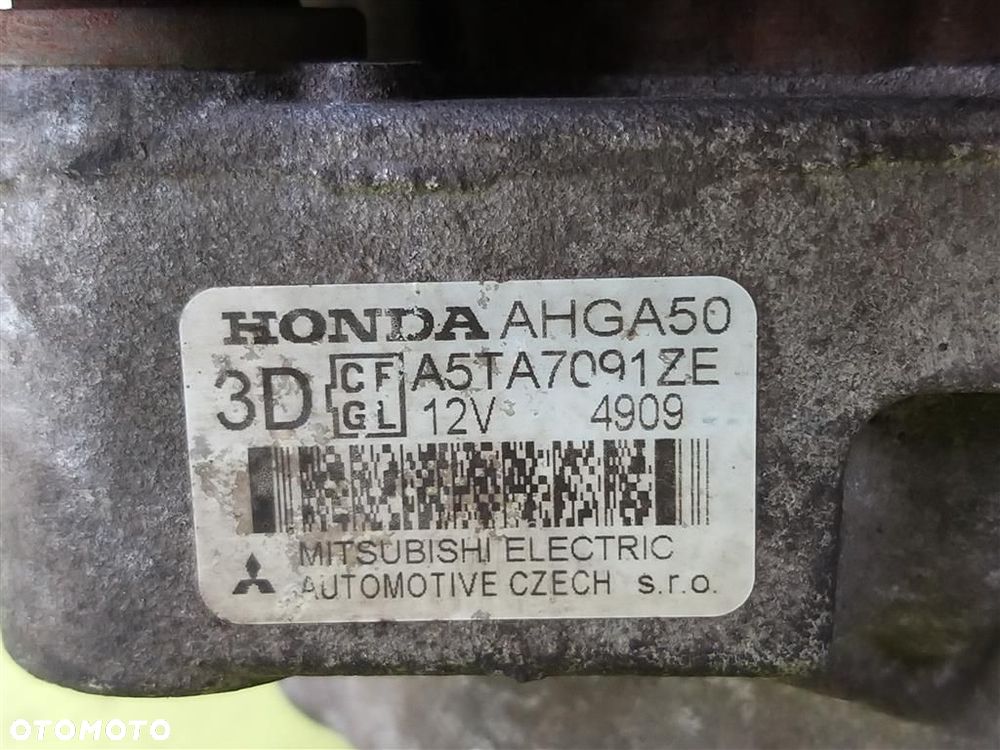 HONDA AHGA50
3D CF GL A5TA7091ZE
12V 4909
MITSUBISHI ELECTRIC
AUTOMOTIVE CZECH s.r.o.
OTOMOTO